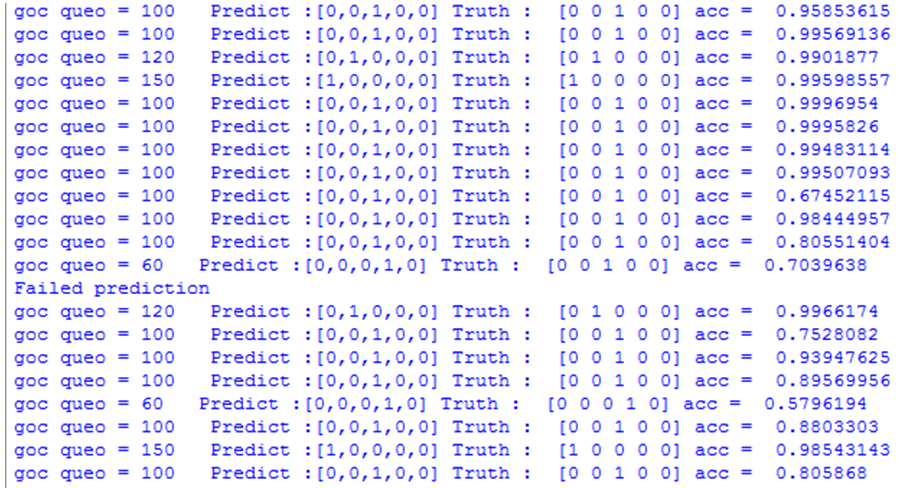 goc queo = 100   Predict :[0,0,1,0,0] Truth :  [0 0 1 0 0] acc =  0.95853615
goc queo = 100   Predict :[0,0,1,0,0] Truth :  [0 0 1 0 0] acc =  0.99569136
goc queo = 120   Predict :[0,1,0,0,0] Truth :  [0 1 0 0 0] acc =  0.9901877
goc queo = 150   Predict :[1,0,0,0,0] Truth :  [1 0 0 0 0] acc =  0.99598557
goc queo = 100   Predict :[0,0,1,0,0] Truth :  [0 0 1 0 0] acc =  0.9996954
goc queo = 100   Predict :[0,0,1,0,0] Truth :  [0 0 1 0 0] acc =  0.9995826
goc queo = 100   Predict :[0,0,1,0,0] Truth :  [0 0 1 0 0] acc =  0.99483114
goc queo = 100   Predict :[0,0,1,0,0] Truth :  [0 0 1 0 0] acc =  0.99507093
goc queo = 100   Predict :[0,0,1,0,0] Truth :  [0 0 1 0 0] acc =  0.67452115
goc queo = 100   Predict :[0,0,1,0,0] Truth :  [0 0 1 0 0] acc =  0.98444957
goc queo = 100   Predict :[0,0,1,0,0] Truth :  [0 0 1 0 0] acc =  0.80551404
goc queo = 60   Predict :[0,0,0,1,0] Truth :  [0 0 1 0 0] acc =  0.7039638
Failed prediction
goc queo = 120   Predict :[0,1,0,0,0] Truth :  [0 1 0 0 0] acc =  0.9966174
goc queo = 100   Predict :[0,0,1,0,0] Truth :  [0 0 1 0 0] acc =  0.7528082
goc queo = 100   Predict :[0,0,1,0,0] Truth :  [0 0 1 0 0] acc =  0.93947625
goc queo = 100   Predict :[0,0,1,0,0] Truth :  [0 0 1 0 0] acc =  0.89569956
goc queo = 60   Predict :[0,0,0,1,0] Truth :  [0 0 0 1 0] acc =  0.5796194
goc queo = 100   Predict :[0,0,1,0,0] Truth :  [0 0 1 0 0] acc =  0.8803303
goc queo = 150   Predict :[1,0,0,0,0] Truth :  [1 0 0 0 0] acc =  0.98543143
goc queo = 100   Predict :[0,0,1,0,0] Truth :  [0 0 1 0 0] acc =  0.805868